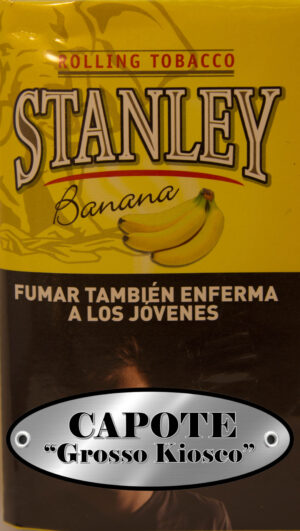 ROLLING TOBACCO
STANLEY
Banana
FUMAR TAMBIÉN ENFERMA
A LOS JÓVENES
CAPOTE
“Grosso Kiosco”